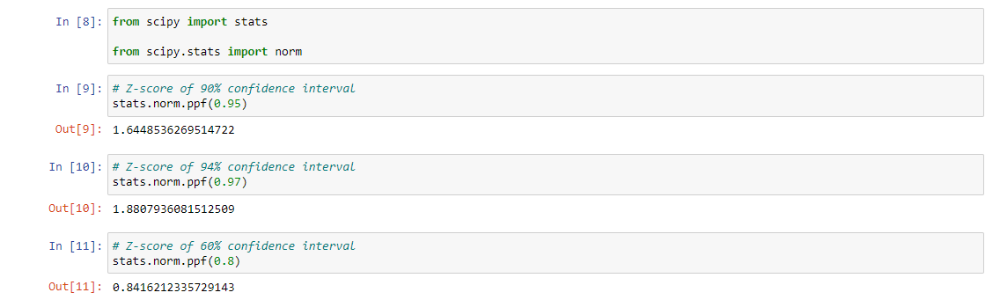 In [8]: from scipy import stats
from scipy.stats import norm
In [9]: # Z-score of 90% confidence interval
stats.norm.ppf(0.95)
Out[9]: 1.6448536269514722
In [10]: # Z-score of 94% confidence interval
stats.norm.ppf(0.97)
Out[10]: 1.8807936081512509
In [11]: # Z-score of 60% confidence interval
stats.norm.ppf(0.8)
Out[11]: 0.8416212335729143